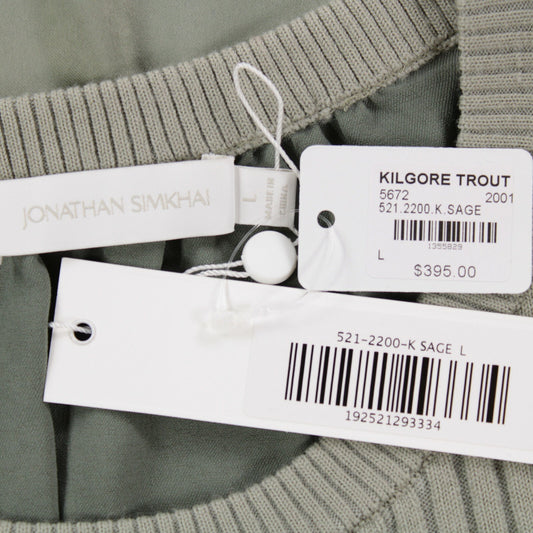 JONATHAN SIMKHAI
L
MADE IN
CHINA
KILGORE TROUT
5672 2001
521.2200.K.SAGE
1355829
L
$395.00
521-2200-K SAGE L
192521293334